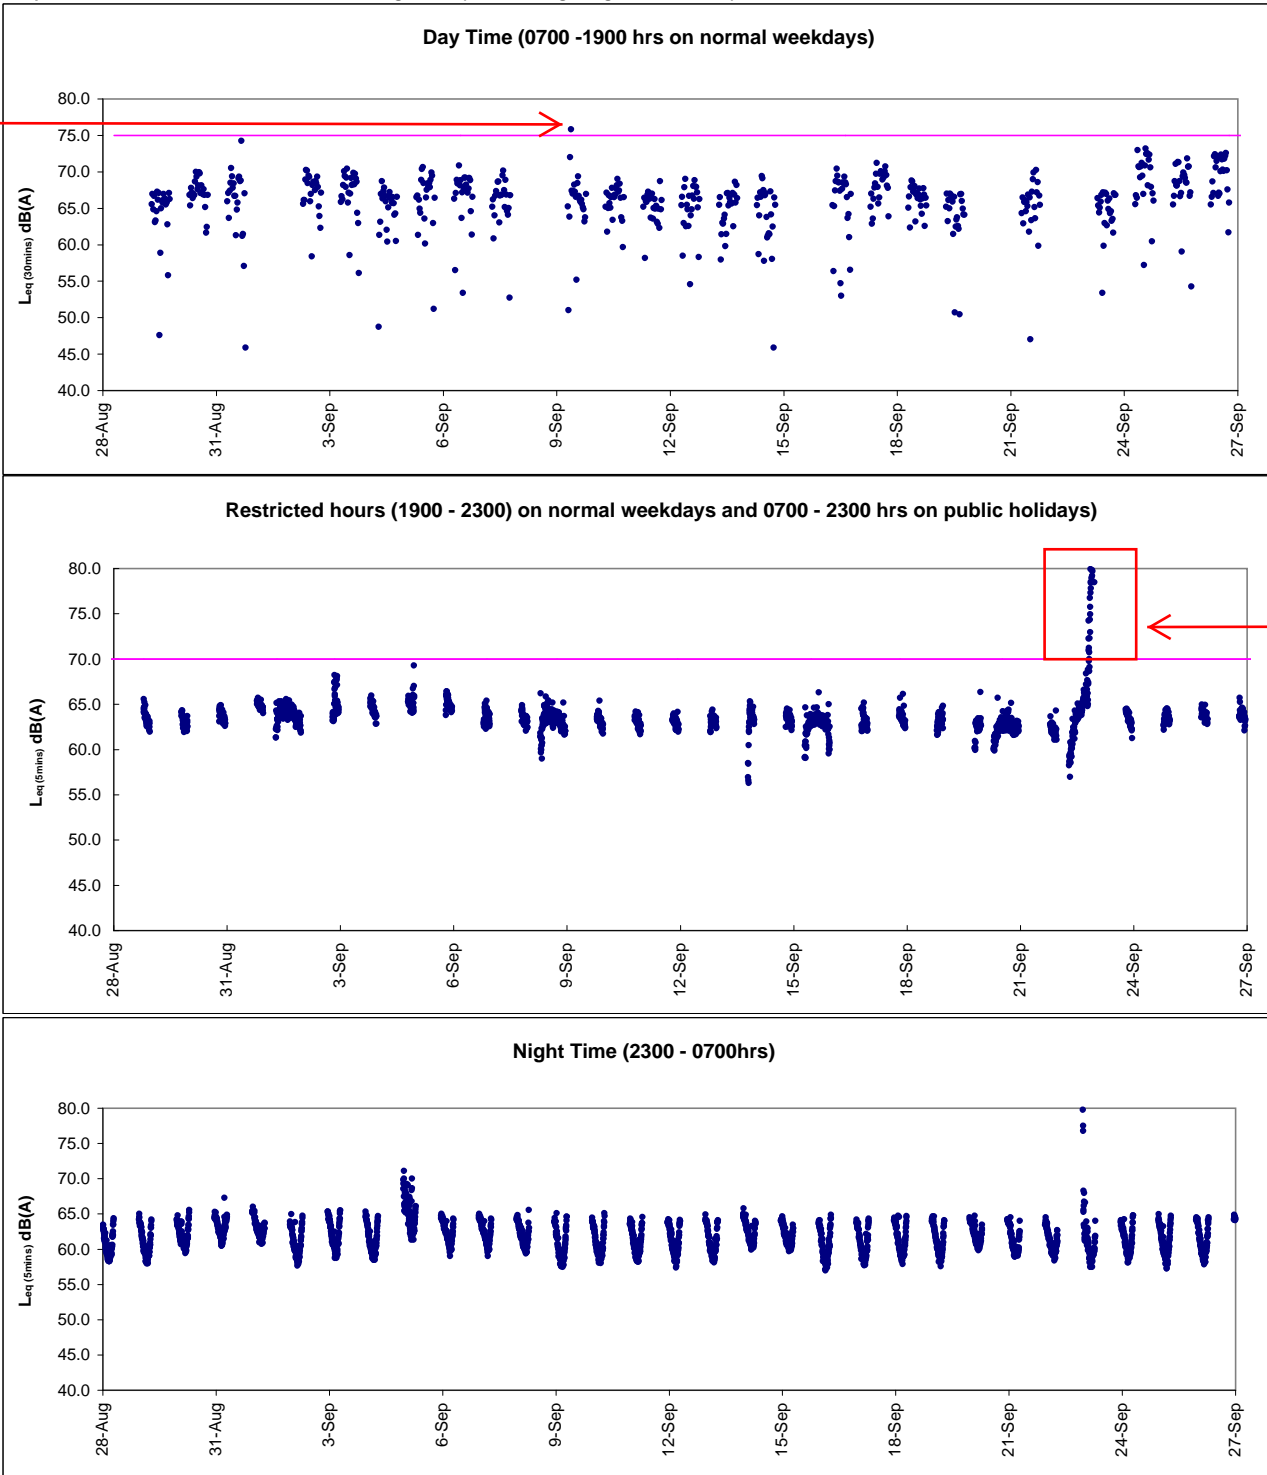 Day Time (0700 -1900 hrs on normal weekdays)
80.0
75.0
70.0
65.0
60.0
55.0
50.0
45.0
40.0
Leq (30mins) dB(A)
28-Aug
31-Aug
3-Sep
6-Sep
9-Sep
12-Sep
15-Sep
18-Sep
21-Sep
24-Sep
27-Sep
Restricted hours (1900 - 2300) on normal weekdays and 0700 - 2300 hrs on public holidays)
80.0
75.0
70.0
65.0
60.0
55.0
50.0
45.0
40.0
Leq (5mins) dB(A)
28-Aug
31-Aug
3-Sep
6-Sep
9-Sep
12-Sep
15-Sep
18-Sep
21-Sep
24-Sep
27-Sep
Night Time (2300 - 0700hrs)
80.0
75.0
70.0
65.0
60.0
55.0
50.0
45.0
40.0
Leq (5mins) dB(A)
28-Aug
31-Aug
3-Sep
6-Sep
9-Sep
12-Sep
15-Sep
18-Sep
21-Sep
24-Sep
27-Sep